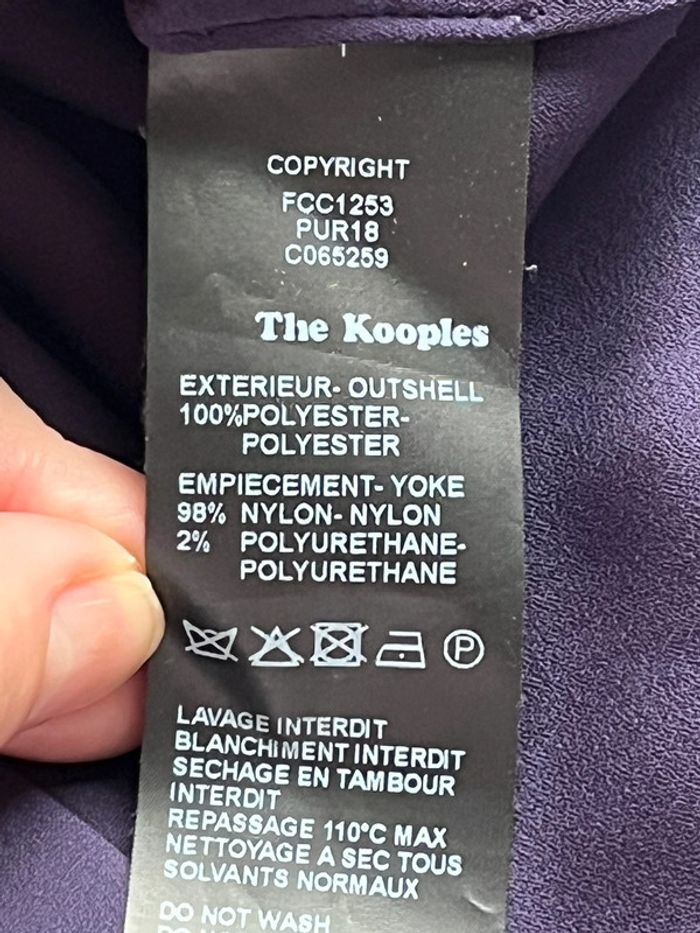 COPYRIGHT
FCC1253
PUR18
C065259
The Kooples
EXTERIEUR- OUTSHELL
100%POLYESTER-
POLYESTER
EMPIECEMENT- YOKE
98% NYLON- NYLON
2% POLYURETHANE-
POLYURETHANE
P
LAVAGE INTERDIT
BLANCHIMENT INTERDIT
SECHAGE EN TAMBOUR
INTERDIT
REPASSAGE 110°C MAX
NETTOYAGE A SEC TOUS
SOLVANTS NORMAUX
DO NOT WASH